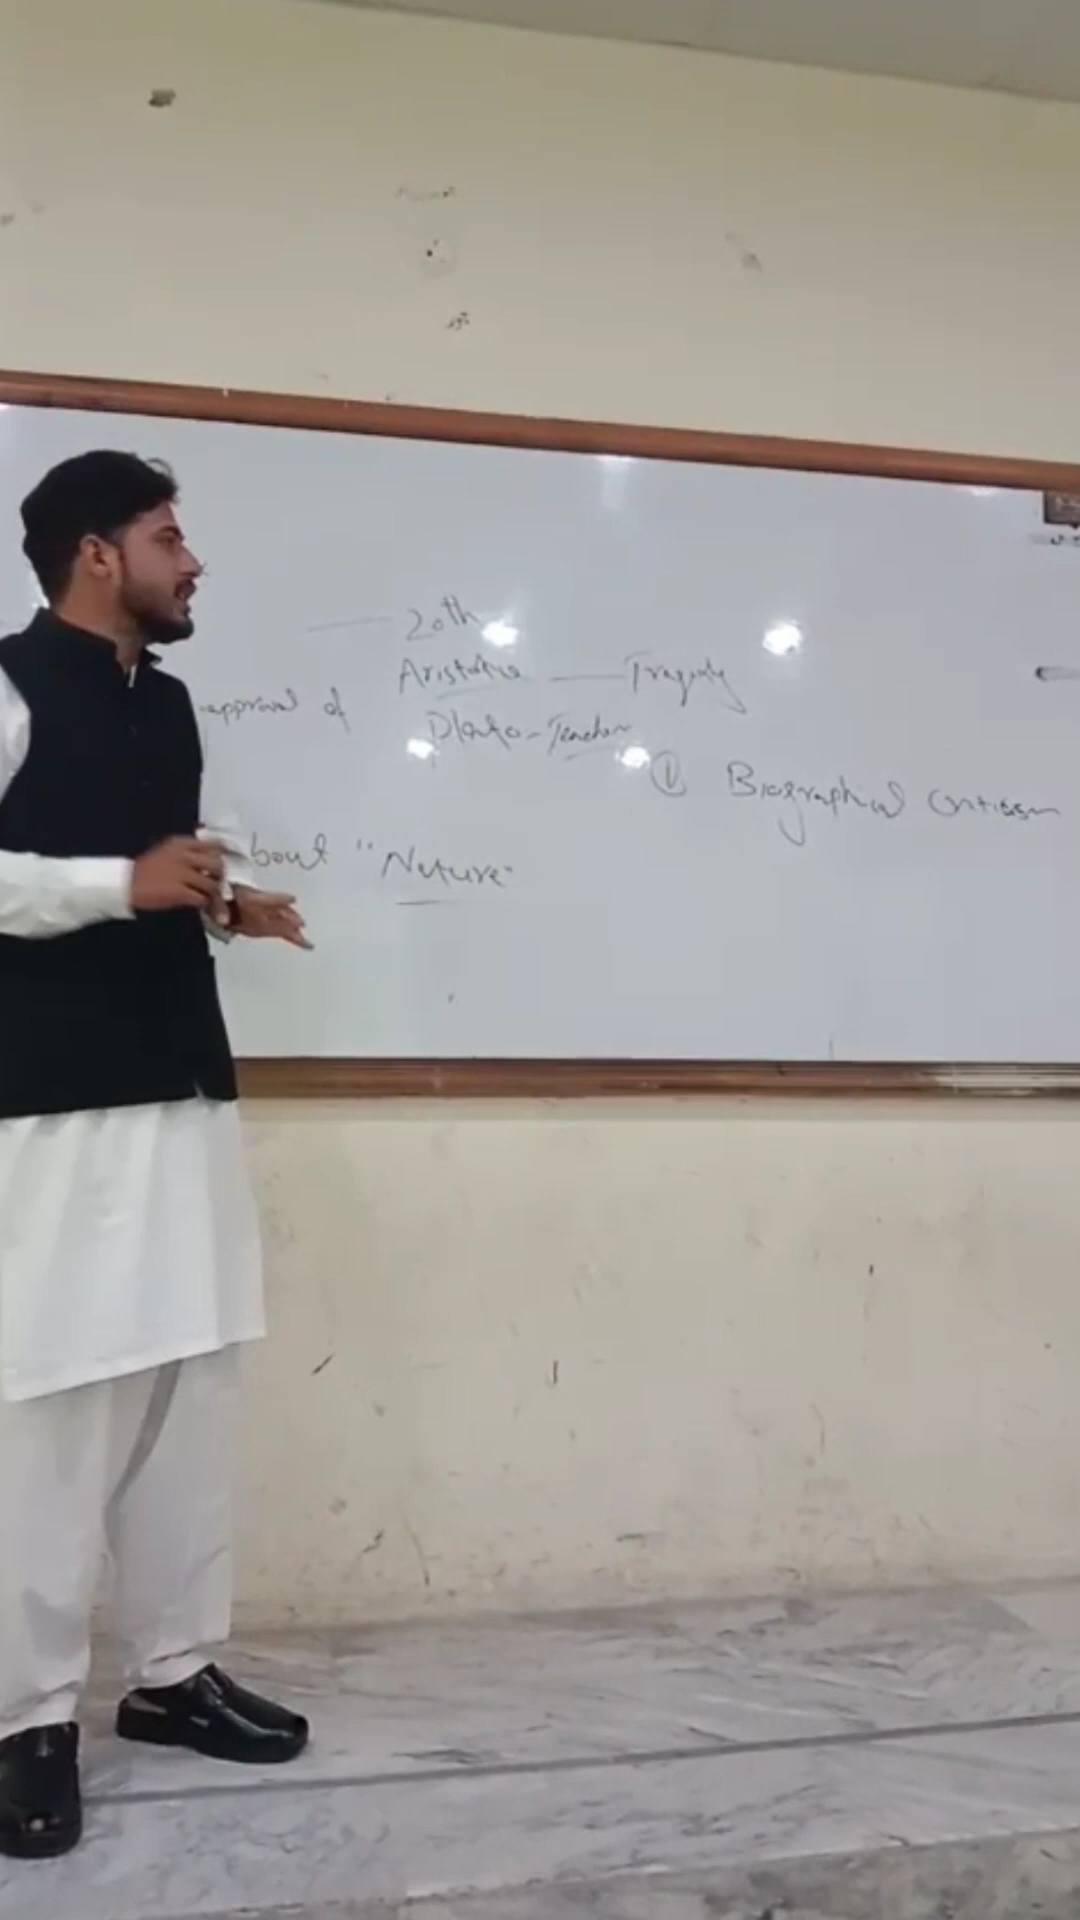 20th
Aristotle — Tragedy
approval of Plato - Teacher
① Biographical Criticism
bout "Nature"